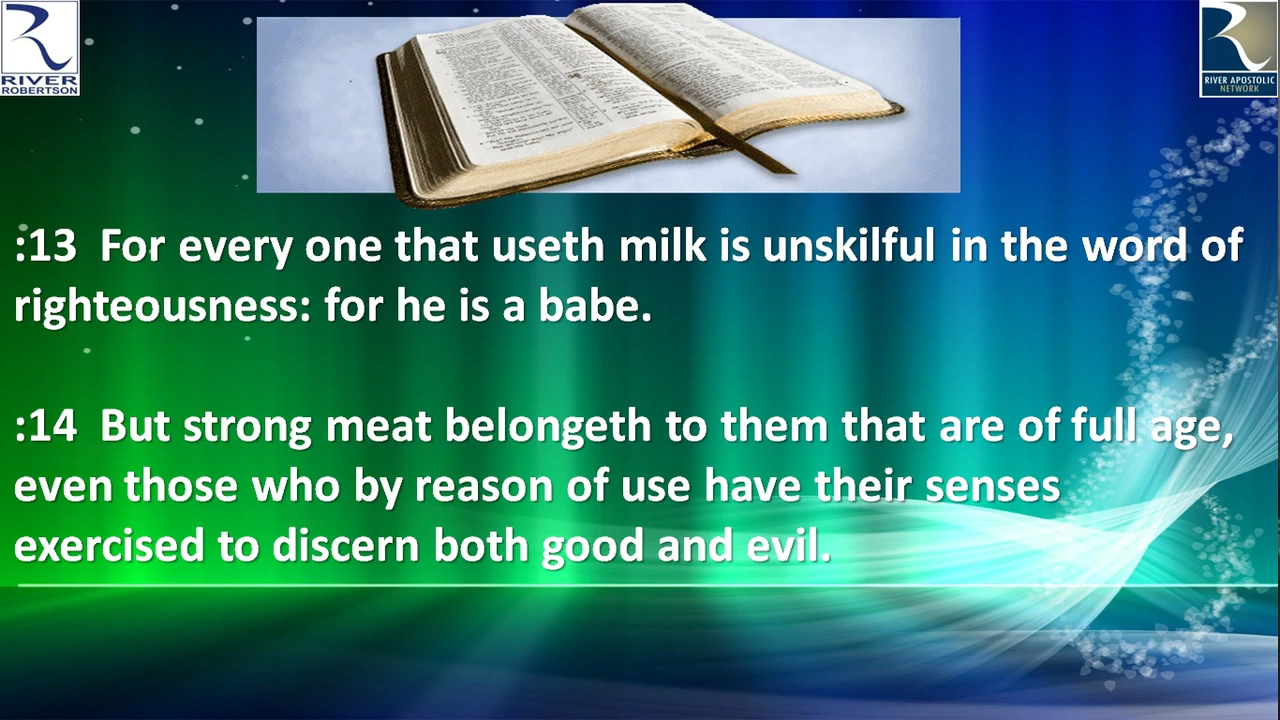 RIVER
ROBERTSON
RIVER APOSTOLIC
NETWORK
:13 For every one that useth milk is unskilful in the word of
righteousness: for he is a babe.
:14 But strong meat belongeth to them that are of full age,
even those who by reason of use have their senses
exercised to discern both good and evil.